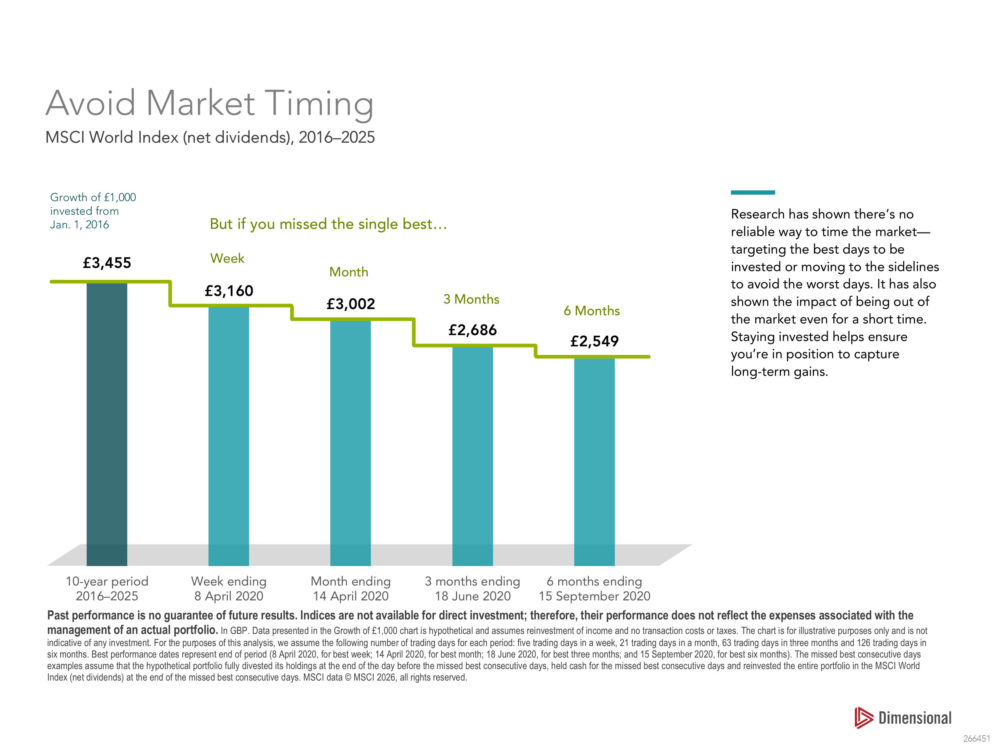 Avoid Market Timing
MSCI World Index (net dividends), 2016–2025
Growth of £1,000
invested from
Jan. 1, 2016
But if you missed the single best…
£3,455
Week
£3,160
Month
£3,002
3 Months
£2,686
6 Months
£2,549
10-year period
2016–2025
Week ending
8 April 2020
Month ending
14 April 2020
3 months ending
18 June 2020
6 months ending
15 September 2020
Research has shown there’s no
reliable way to time the market—
targeting the best days to be
invested or moving to the sidelines
to avoid the worst days. It has also
shown the impact of being out of
the market even for a short time.
Staying invested helps ensure
you’re in position to capture
long-term gains.
Past performance is no guarantee of future results. Indices are not available for direct investment; therefore, their performance does not reflect the expenses associated with the
management of an actual portfolio. In GBP. Data presented in the Growth of £1,000 chart is hypothetical and assumes reinvestment of income and no transaction costs or taxes. The chart is for illustrative purposes only and is not
indicative of any investment. For the purposes of this analysis, we assume the following number of trading days for each period: five trading days in a week, 21 trading days in a month, 63 trading days in three months and 126 trading days in
six months. Best performance dates represent end of period (8 April 2020, for best week; 14 April 2020, for best month; 18 June 2020, for best three months; and 15 September 2020, for best six months). The missed best consecutive days
examples assume that the hypothetical portfolio fully divested its holdings at the end of the day before the missed best consecutive days, held cash for the missed best consecutive days and reinvested the entire portfolio in the MSCI World
Index (net dividends) at the end of the missed best consecutive days. MSCI data © MSCI 2026, all rights reserved.
Dimensional
266451